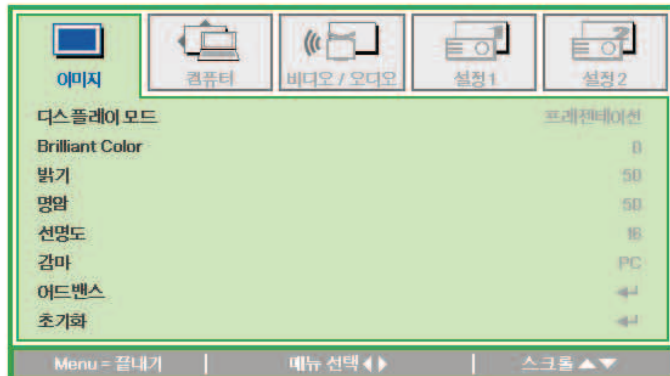 이미지
컴퓨터
비디오 / 오디오
설정 1
설정 2
디스플레이 모드 프레젠테이션
Brilliant Color 0
밝기 50
명암 50
선명도 16
감마 PC
어드밴스
초기화
Menu = 끝내기 메뉴 선택 ◀▶ 스크롤 ▲▼